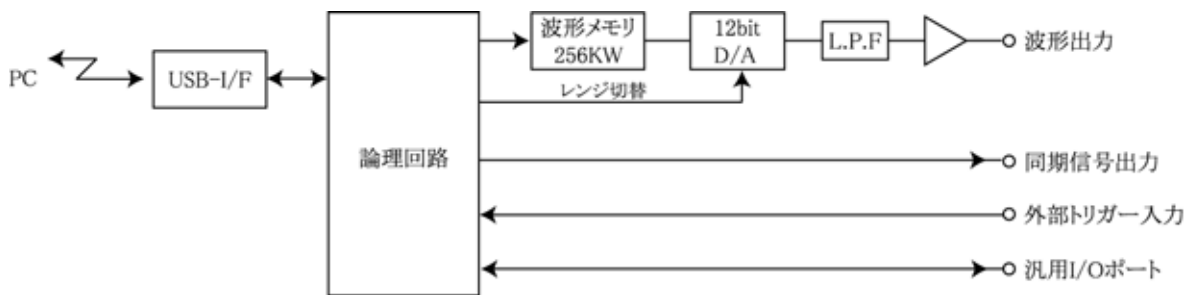 PC
USB-I/F
論理回路
波形メモリ
256KW
12bit
D/A
L.P.F
波形出力
レンジ切替
同期信号出力
外部トリガー入力
汎用I/Oポート